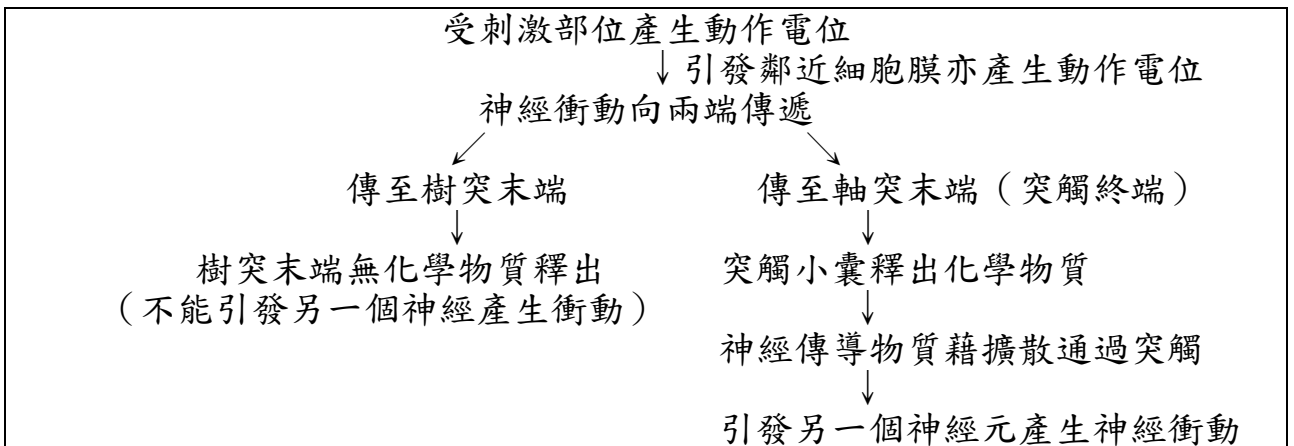 受刺激部位產生動作電位
↓引發鄰近細胞膜亦產生動作電位
神經衝動向兩端傳遞
傳至樹突末端
傳至軸突末端（突觸終端）
樹突末端無化學物質釋出
（不能引發另一個神經產生衝動）
突觸小囊釋出化學物質
神經傳導物質藉擴散通過突觸
引發另一個神經元產生神經衝動